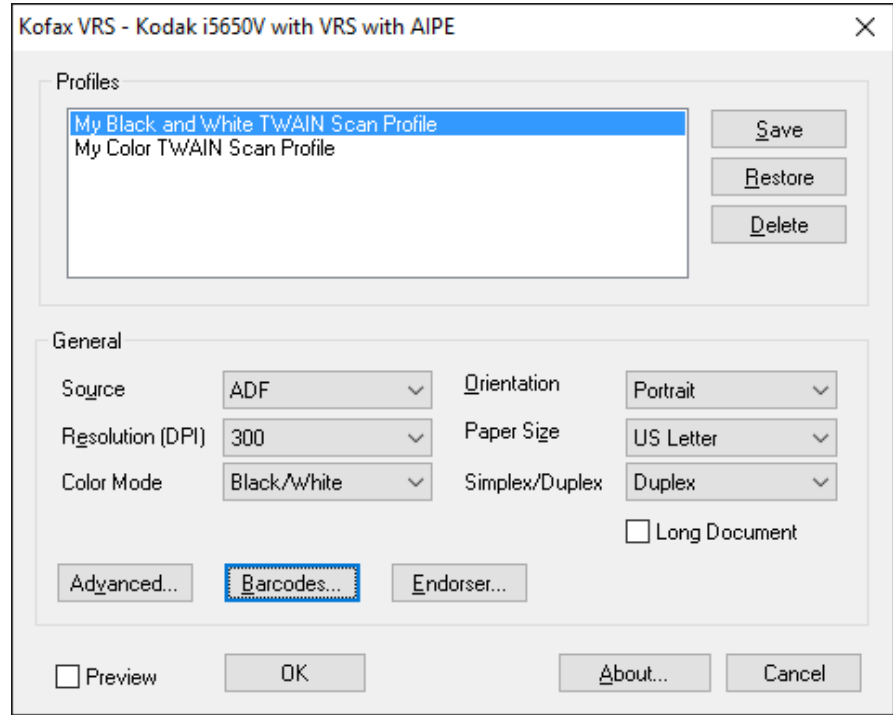 Kofax VRS - Kodak i5650V with VRS with AIPE
Profiles
My Black and White TWAIN Scan Profile
My Color TWAIN Scan Profile
Save
Restore
Delete
General
Source ADF
Orientation Portrait
Resolution (DPI) 300
Paper Size US Letter
Color Mode Black/White
Simplex/Duplex Duplex
Long Document
Advanced... Barcodes... Endorser...
Preview OK About... Cancel